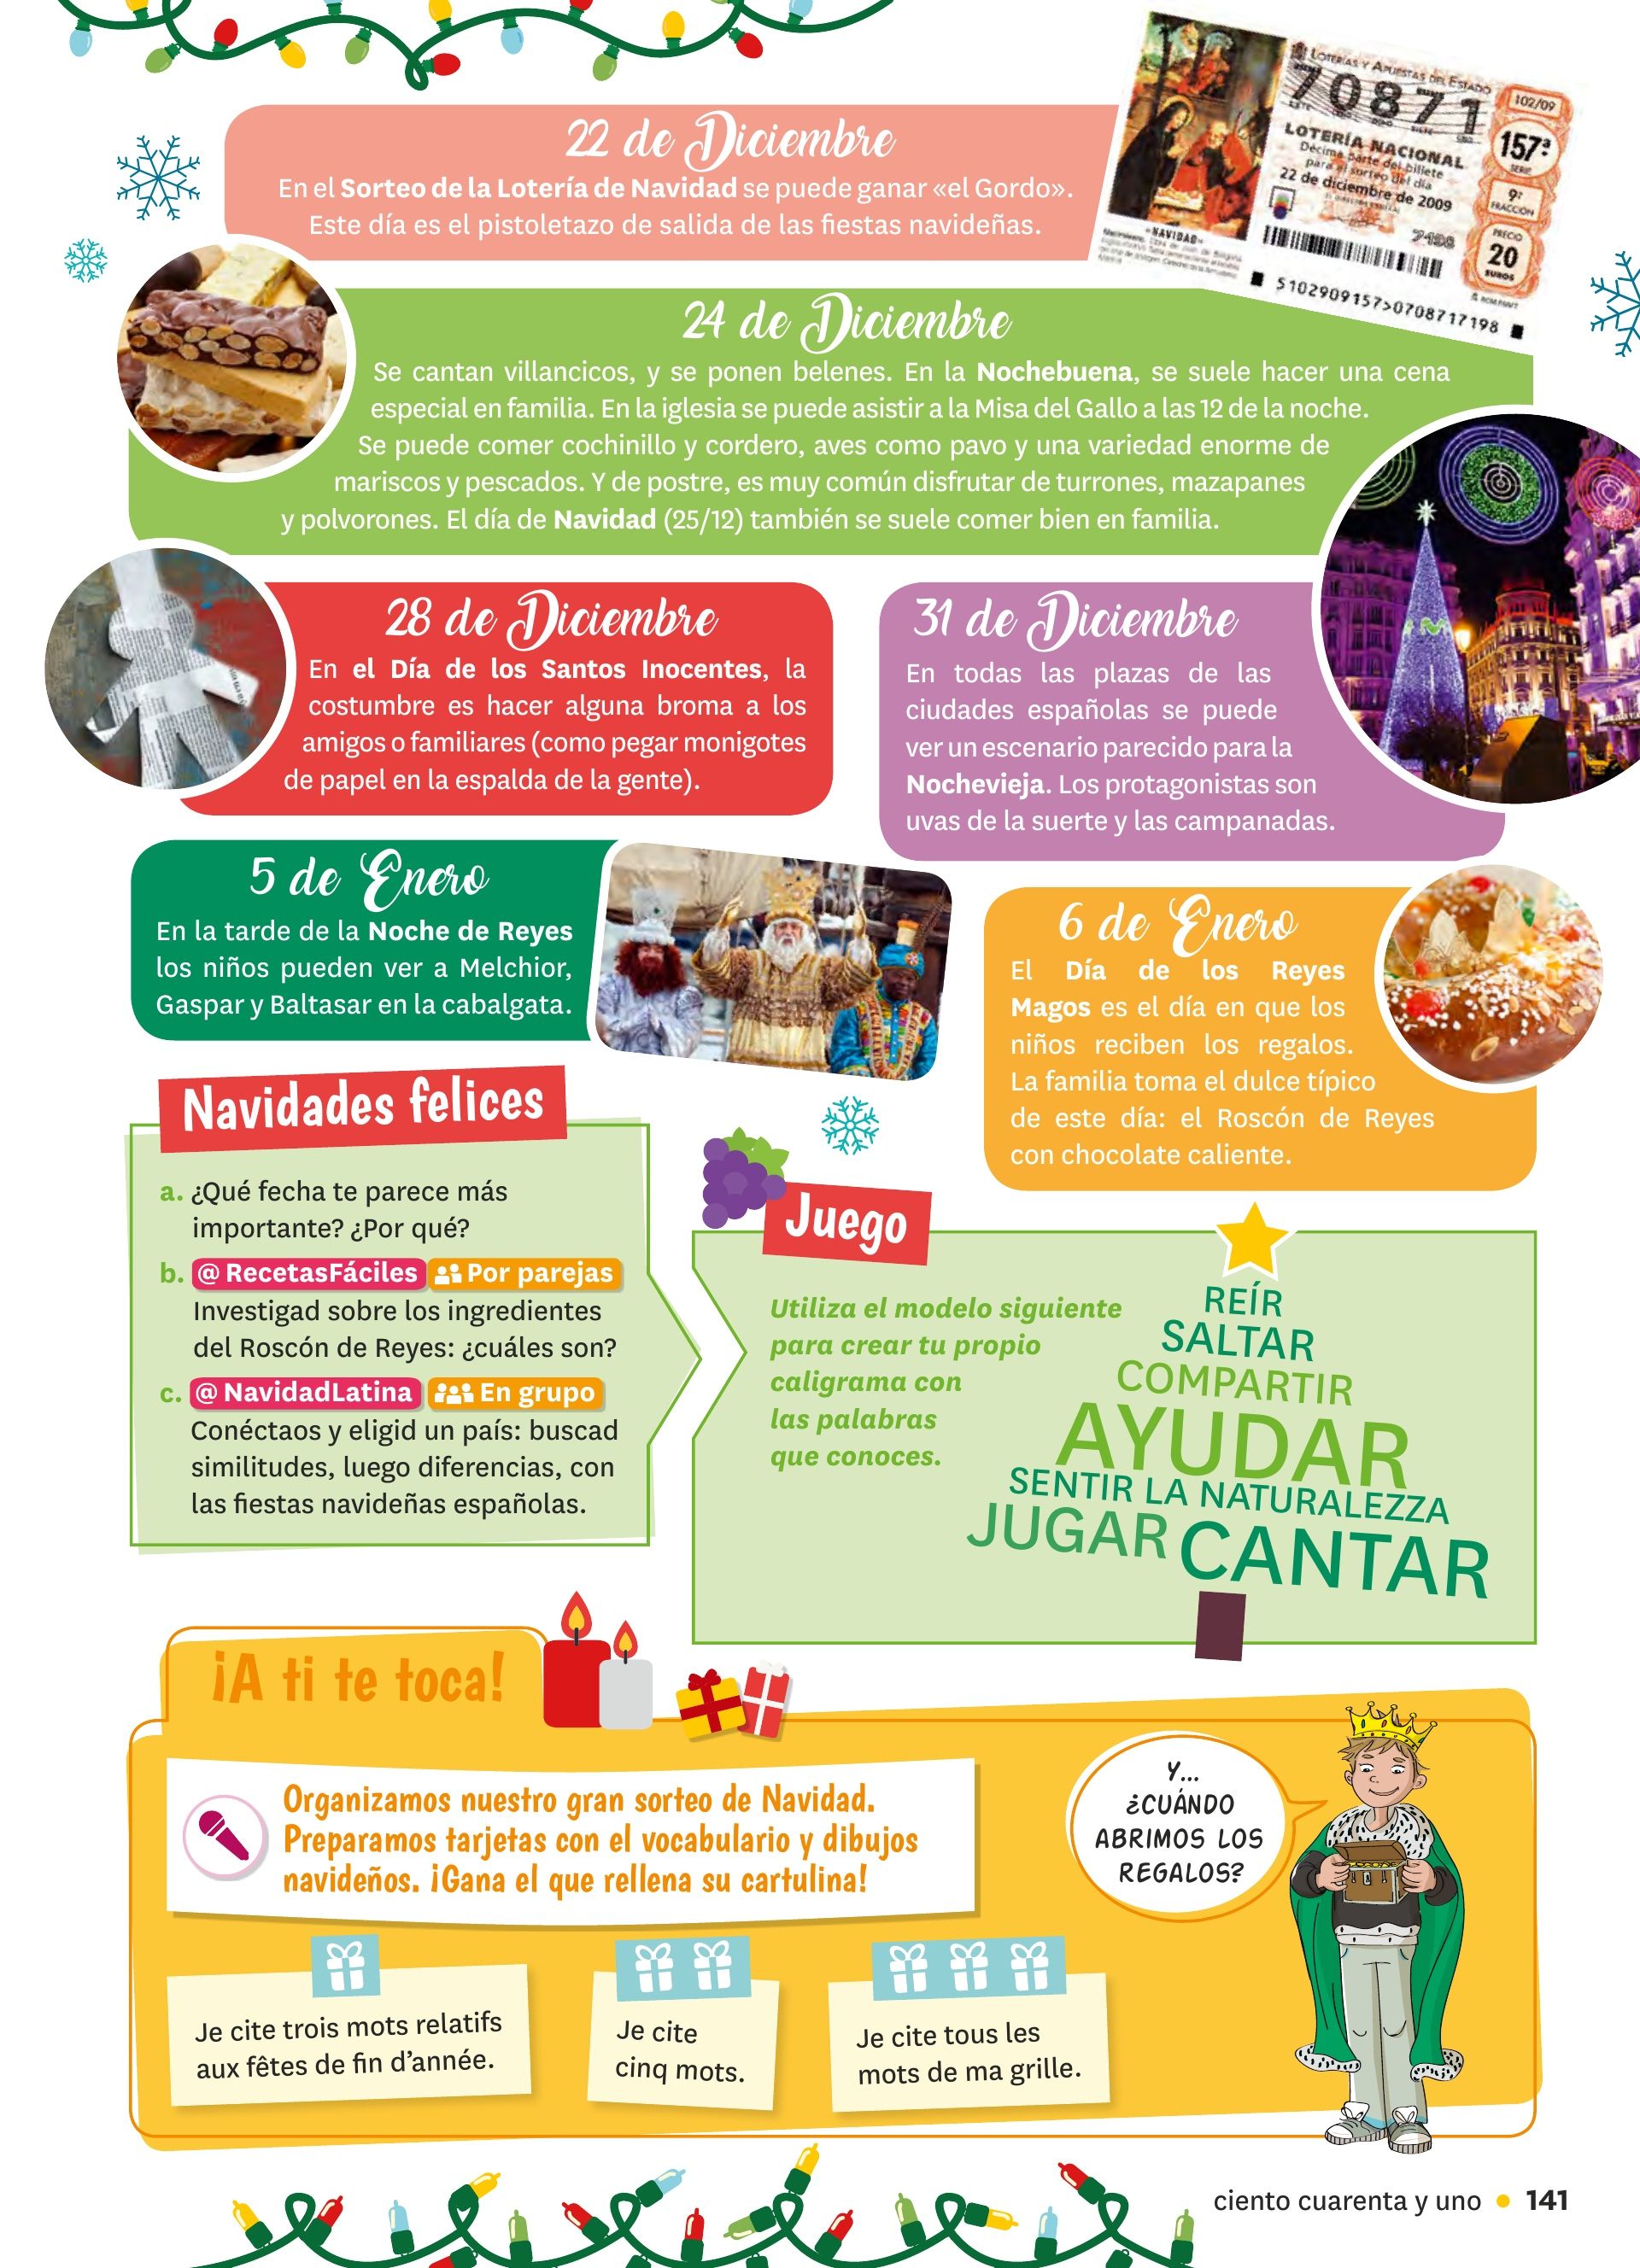 LOTERÍAS Y APUESTAS DEL ESTADO
70871
102/09
157ª
SERIE
LOTERÍA NACIONAL
Décima parte del billete
para el sorteo del día
22 de diciembre de 2009
9ª
FRACCIÓN
PRECIO
20
EUROS
«NAVIDAD»
5102909157>0708717198
22 de Diciembre
En el Sorteo de la Lotería de Navidad se puede ganar «el Gordo».
Este día es el pistoletazo de salida de las fiestas navideñas.
24 de Diciembre
Se cantan villancicos, y se ponen belenes. En la Nochebuena, se suele hacer una cena
especial en familia. En la iglesia se puede asistir a la Misa del Gallo a las 12 de la noche.
Se puede comer cochinillo y cordero, aves como pavo y una variedad enorme de
mariscos y pescados. Y de postre, es muy común disfrutar de turrones, mazapanes
y polvorones. El día de Navidad (25/12) también se suele comer bien en familia.
28 de Diciembre
En el Día de los Santos Inocentes, la
costumbre es hacer alguna broma a los
amigos o familiares (como pegar monigotes
de papel en la espalda de la gente).
31 de Diciembre
En todas las plazas de las
ciudades españolas se puede
ver un escenario parecido para la
Nochevieja. Los protagonistas son
uvas de la suerte y las campanadas.
5 de Enero
En la tarde de la Noche de Reyes
los niños pueden ver a Melchior,
Gaspar y Baltasar en la cabalgata.
6 de Enero
El Día de los Reyes
Magos es el día en que los
niños reciben los regalos.
La familia toma el dulce típico
de este día: el Roscón de Reyes
con chocolate caliente.
Navidades felices
a. ¿Qué fecha te parece más
importante? ¿Por qué?
b. @ RecetasFáciles Por parejas
Investigad sobre los ingredientes
del Roscón de Reyes: ¿cuáles son?
c. @ NavidadLatina En grupo
Conéctaos y eligid un país: buscad
similitudes, luego diferencias, con
las fiestas navideñas españolas.
Juego
Utiliza el modelo siguiente
para crear tu propio
caligrama con
las palabras
que conoces.
REÍR
SALTAR
COMPARTIR
AYUDAR
SENTIR LA NATURALEZZA
JUGAR CANTAR
¡A ti te toca!
Organizamos nuestro gran sorteo de Navidad.
Preparamos tarjetas con el vocabulario y dibujos
navideños. ¡Gana el que rellena su cartulina!
Y...
¿CUÁNDO
ABRIMOS LOS
REGALOS?
Je cite trois mots relatifs
aux fêtes de fin d'année.
Je cite
cinq mots.
Je cite tous les
mots de ma grille.
ciento cuarenta y uno • 141